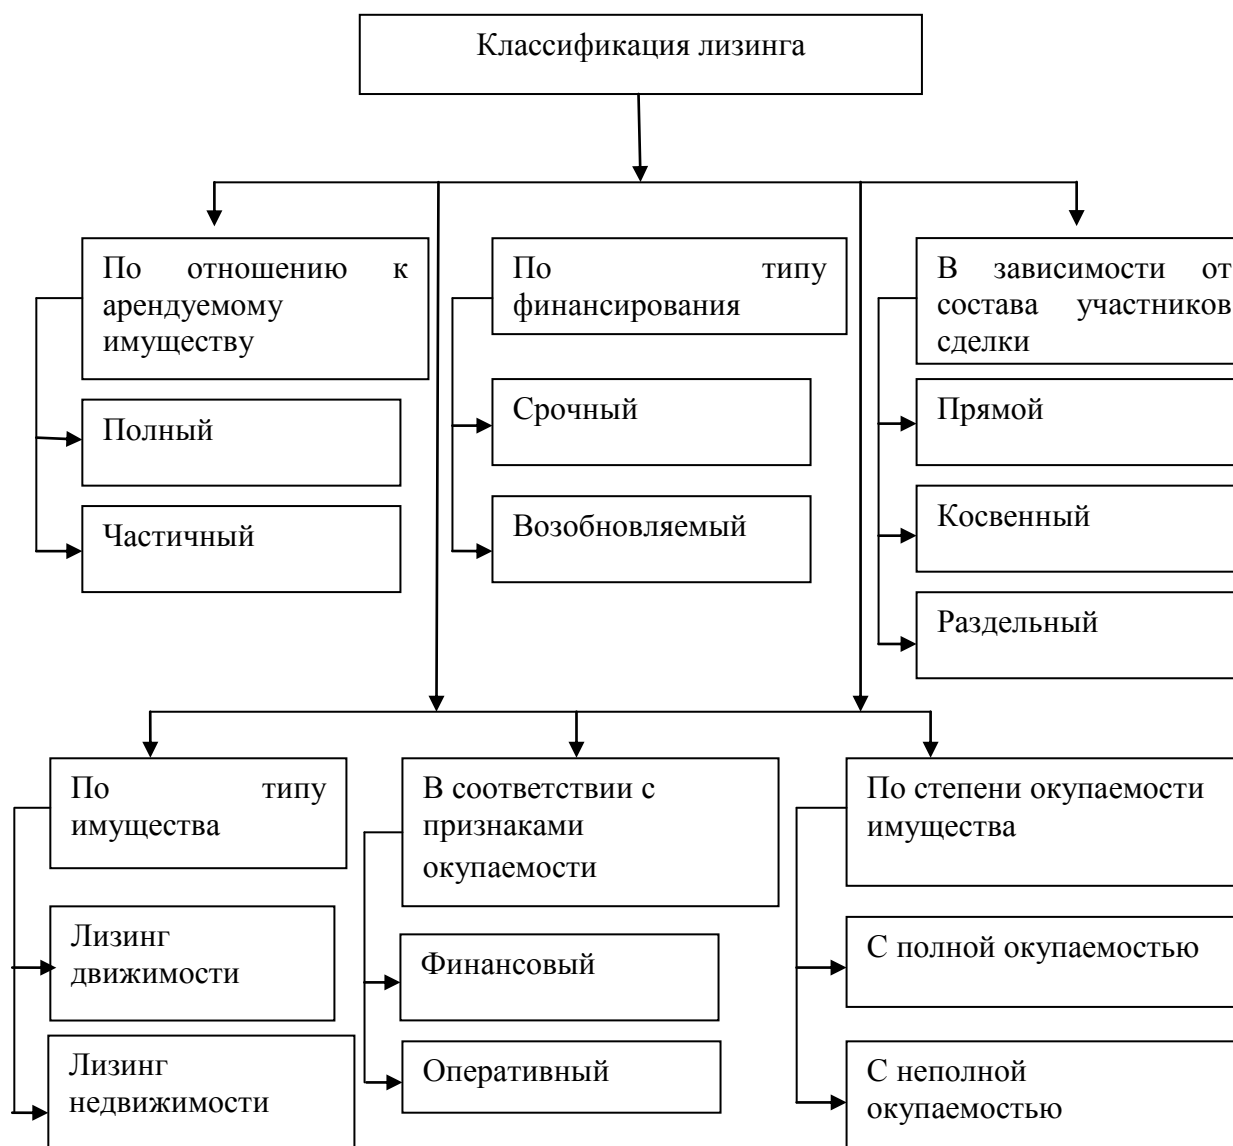 Классификация лизинга
По отношению к
арендуемому
имуществу
Полный
Частичный
По типу
финансирования
Срочный
Возобновляемый
В зависимости от
состава участников
сделки
Прямой
Косвенный
Раздельный
По типу
имущества
Лизинг
движимости
Лизинг
недвижимости
В соответствии с
признаками
окупаемости
Финансовый
Оперативный
По степени окупаемости
имущества
С полной окупаемостью
С неполной
окупаемостью